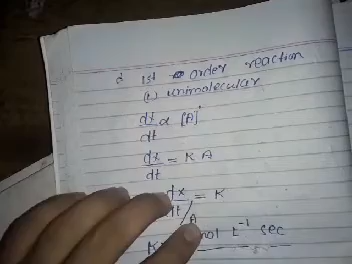 1st order reaction
(i) unimolecular
dx/dt α [A]¹
dx/dt = K A
dx/dt / A = K
K mol L⁻¹ sec